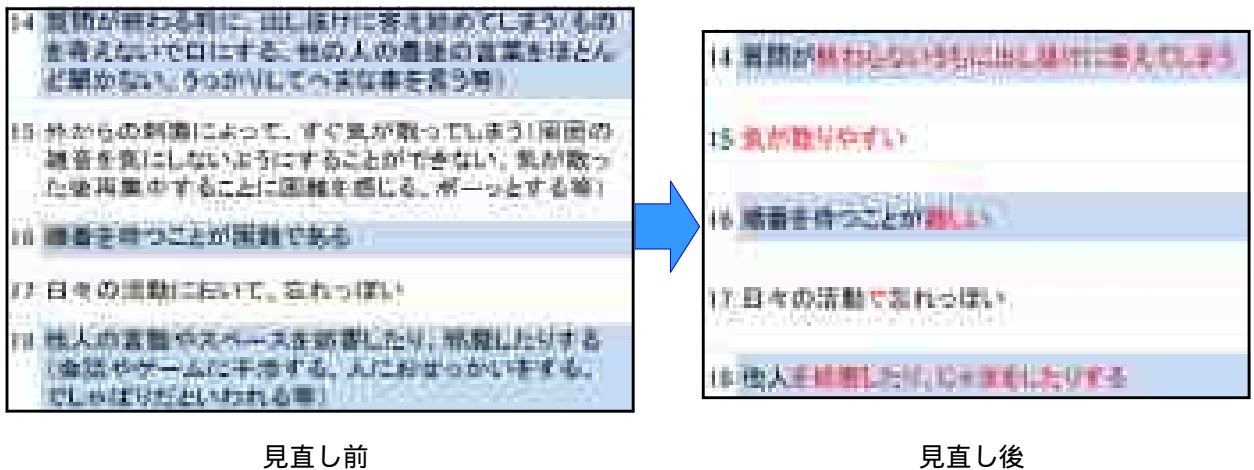 14 質問が終わる前に、出し抜けに答え始めてしまう(もの
を考えないで口にする、他の人の最後の言葉をほとん
ど聞かない、うっかりしてへまな事を言う等)
15 外からの刺激によって、すぐ気が散ってしまう(周囲の
雑音を気にしないようにすることができない、気が散っ
た後再集中することに困難を感じる、ボーっとする等)
16 順番を待つことが困難である
17 日々の活動において、忘れっぽい
18 他人の言動やスペースを妨害したり、邪魔したりする
(会話やゲームに干渉する、人におせっかいをする、
でしゃばりだといわれる等)
見直し前
14 質問が終わらないうちに出し抜けに答えてしまう
15 気が散りやすい
16 順番を待つことが難しい
17 日々の活動で忘れっぽい
18 他人を妨害したり、じゃまをしたりする
見直し後